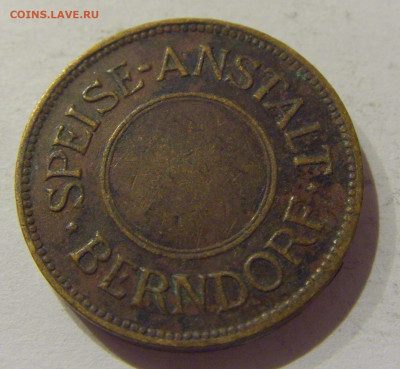 COINS.LAVE.RU
SPEISE-ANSTALT
· BERNDORF ·